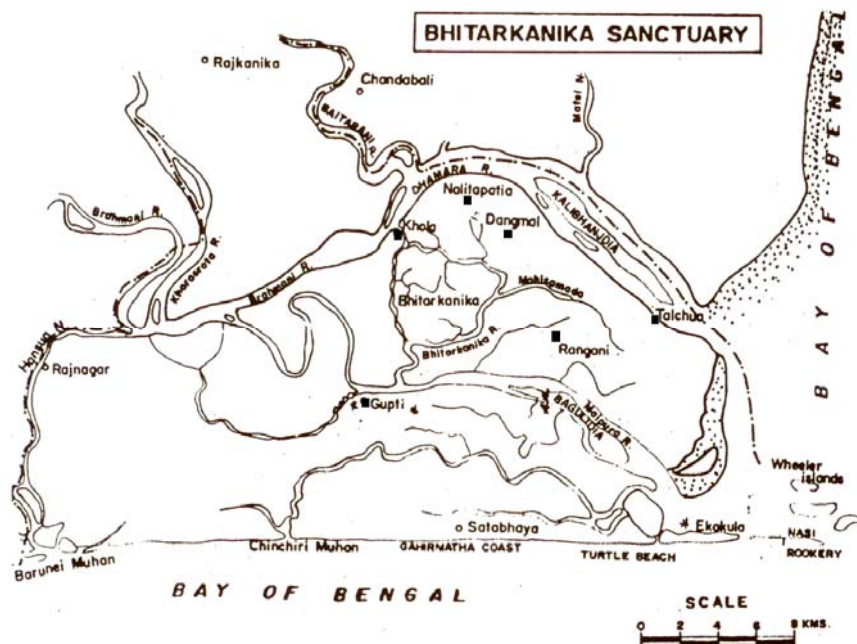 BHITARKANIKA SANCTUARY
Rajkanika
Chandabali
BAITARANI R.
Matei N.
BAY OF BENGAL
DHAMARA R.
Nalitapatia
KALIBHANJDIA
Brahmani R.
Kharasrota R.
Khola
Dangmal
Brahmani R.
Bhitarkanika
Mahisamada
Talchua
Hansua N.
Bhitarkanika R.
Rangani
Rajnagar
Gupti
BAGULDIA
Maipura R.
Wheeler
islands
Satabhaya
Ekakula
NASI
ROOKERY
Barunei Muhan
Chinchiri Muhan
GAHIRMATHA COAST
TURTLE BEACH
BAY OF BENGAL
SCALE
0 2 4 6 8 KMS.